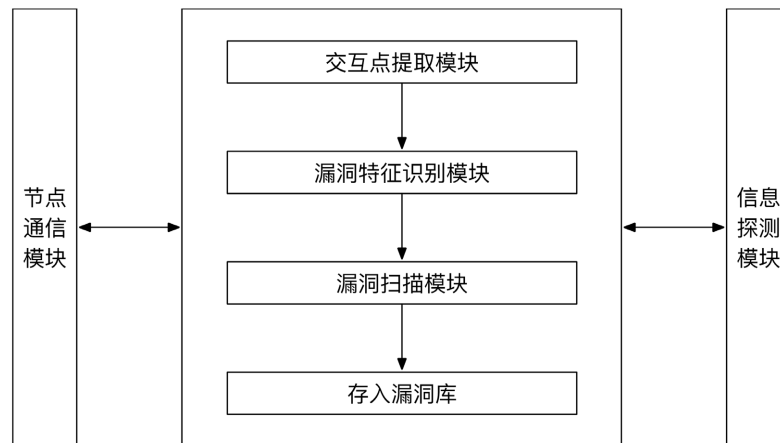 节点
通信
模块
交互点提取模块
漏洞特征识别模块
漏洞扫描模块
存入漏洞库
信息
探测
模块